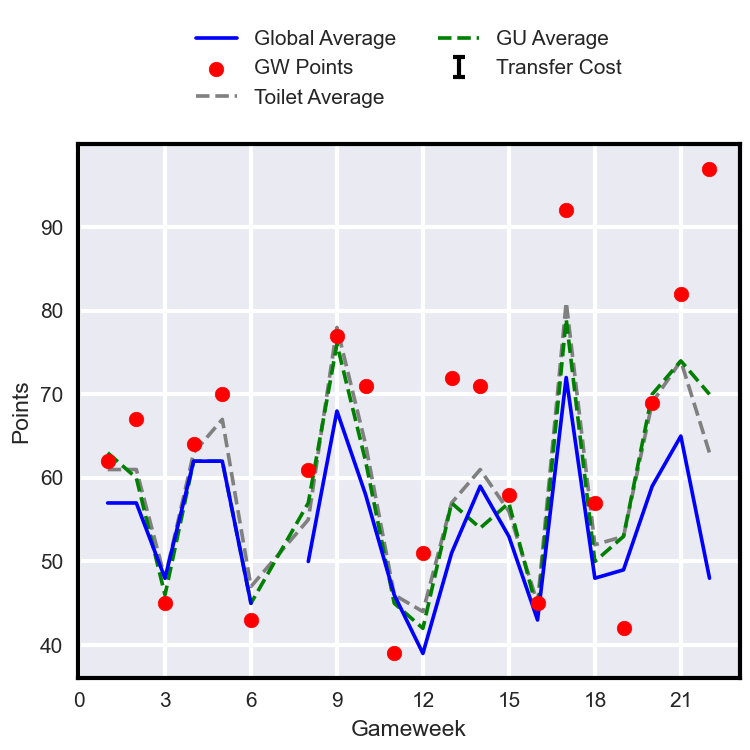 Global Average
GW Points
Toilet Average
GU Average
Transfer Cost
Points
90
80
70
60
50
40
0 3 6 9 12 15 18 21
Gameweek